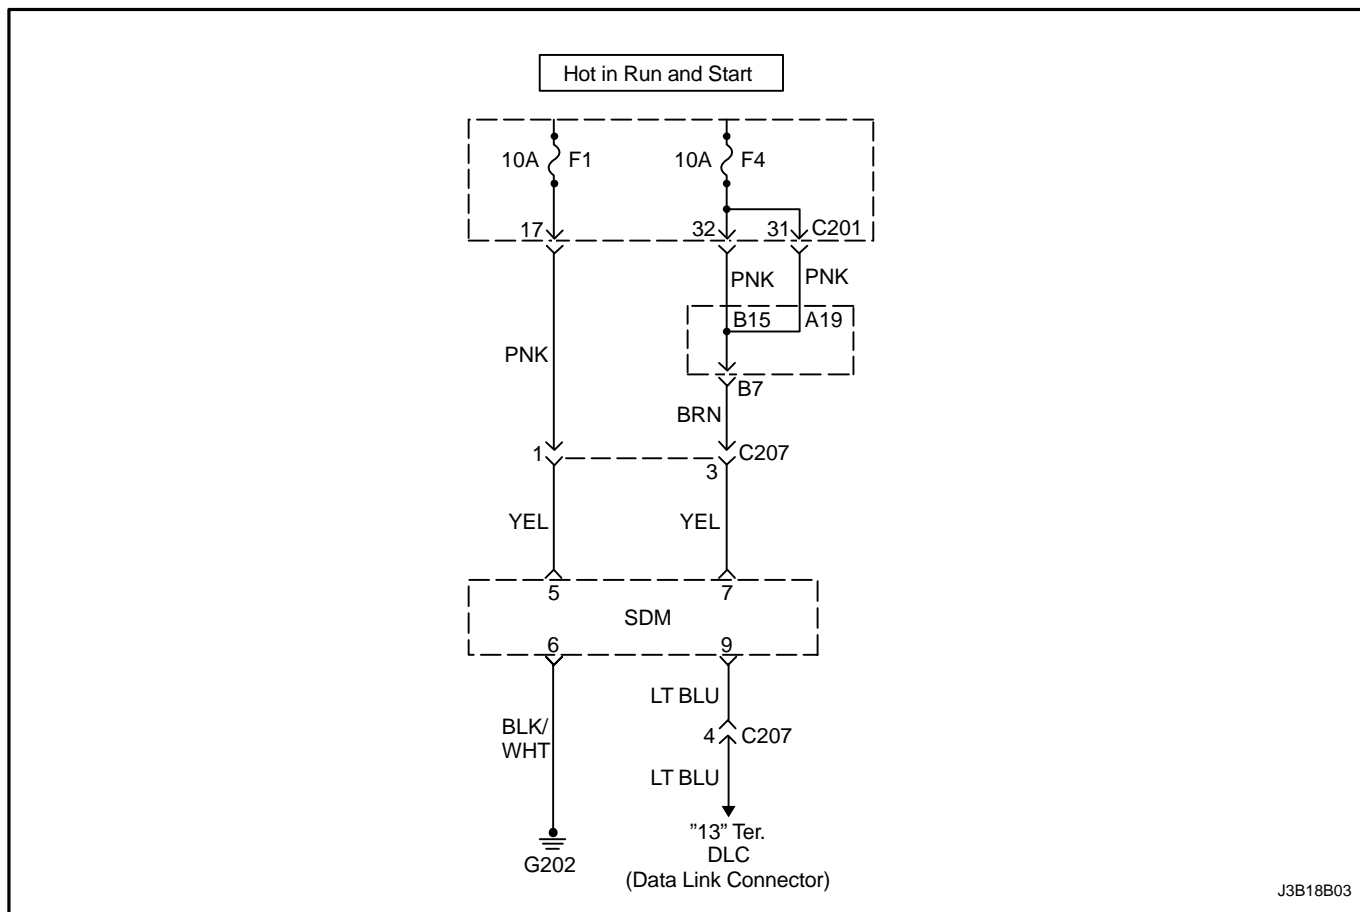 Hot in Run and Start
10A F1 10A F4
17 32 31 C201
PNK PNK
B15 A19
PNK
B7
BRN
1 3 C207
YEL YEL
5 7
SDM
6 9
LT BLU
BLK/
WHT
4 C207
LT BLU
”13” Ter.
DLC
(Data Link Connector)
G202
J3B18B03